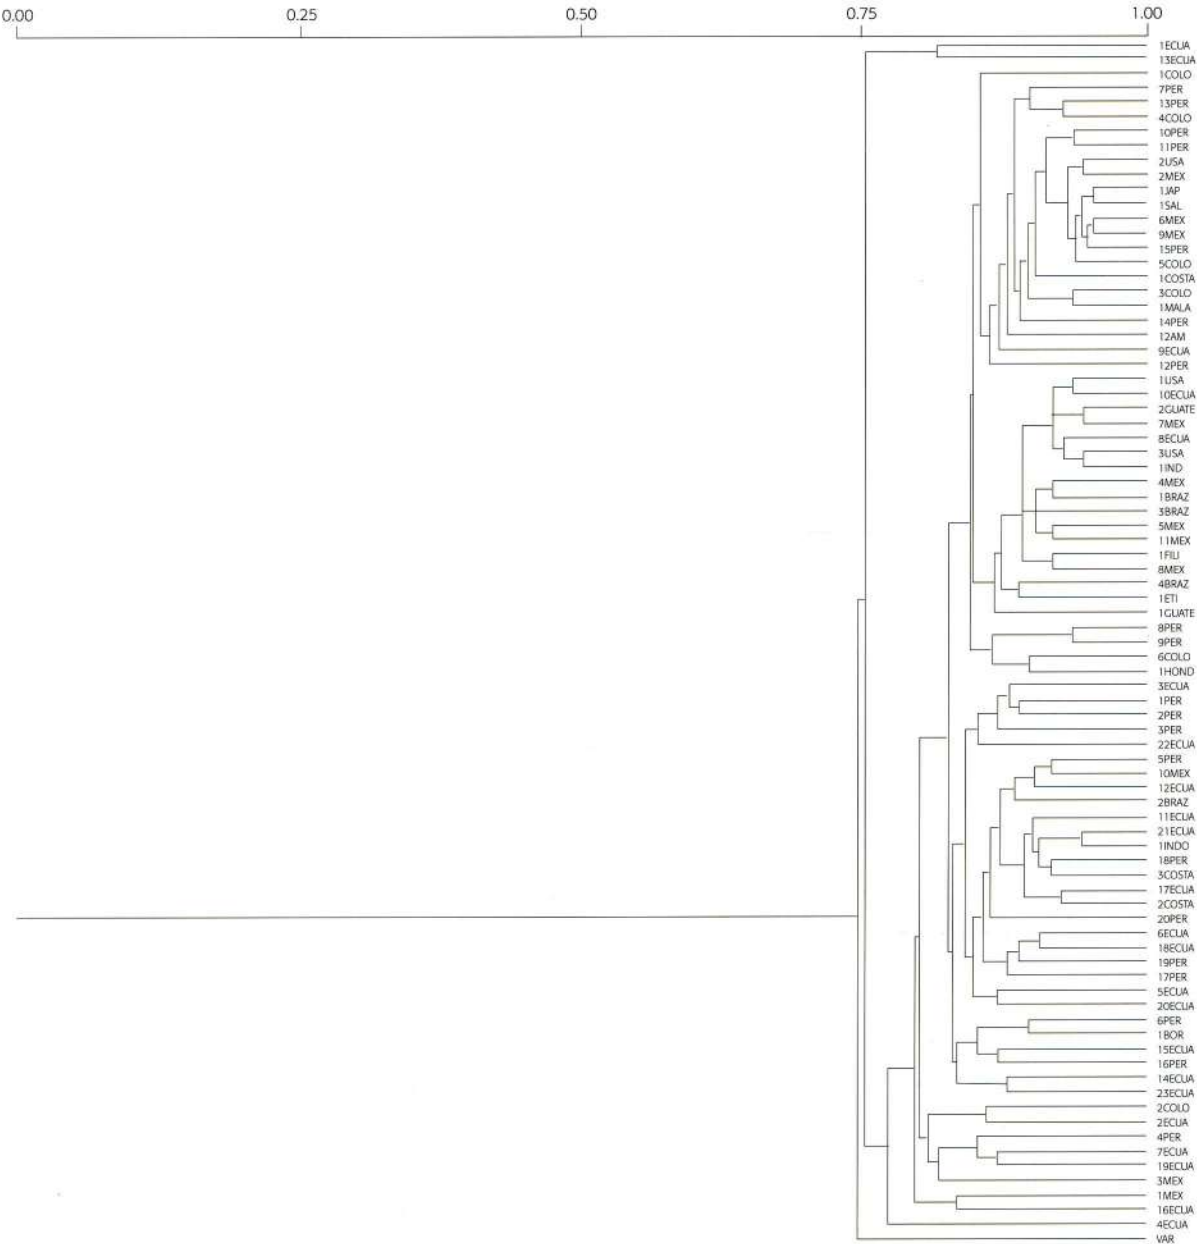 0.00 0.25 0.50 0.75 1.00
1ECUA
13ECUA
1COLO
7PER
13PER
4COLO
10PER
11PER
2USA
2MEX
1JAP
1SAL
6MEX
9MEX
15PER
5COLO
1COSTA
3COLO
1MALA
14PER
12AM
9ECUA
12PER
1USA
10ECUA
2GUATE
7MEX
8ECUA
3USA
1IND
4MEX
1BRAZ
3BRAZ
5MEX
11MEX
1FILI
8MEX
4BRAZ
1ETI
1GUATE
8PER
9PER
6COLO
1HOND
3ECUA
1PER
2PER
3PER
22ECUA
5PER
10MEX
12ECUA
2BRAZ
11ECUA
21ECUA
1INDO
18PER
3COSTA
17ECUA
2COSTA
20PER
6ECUA
18ECUA
19PER
17PER
5ECUA
20ECUA
6PER
1BOR
15ECUA
16PER
14ECUA
23ECUA
2COLO
2ECUA
4PER
7ECUA
19ECUA
3MEX
1MEX
16ECUA
4ECUA
VAR